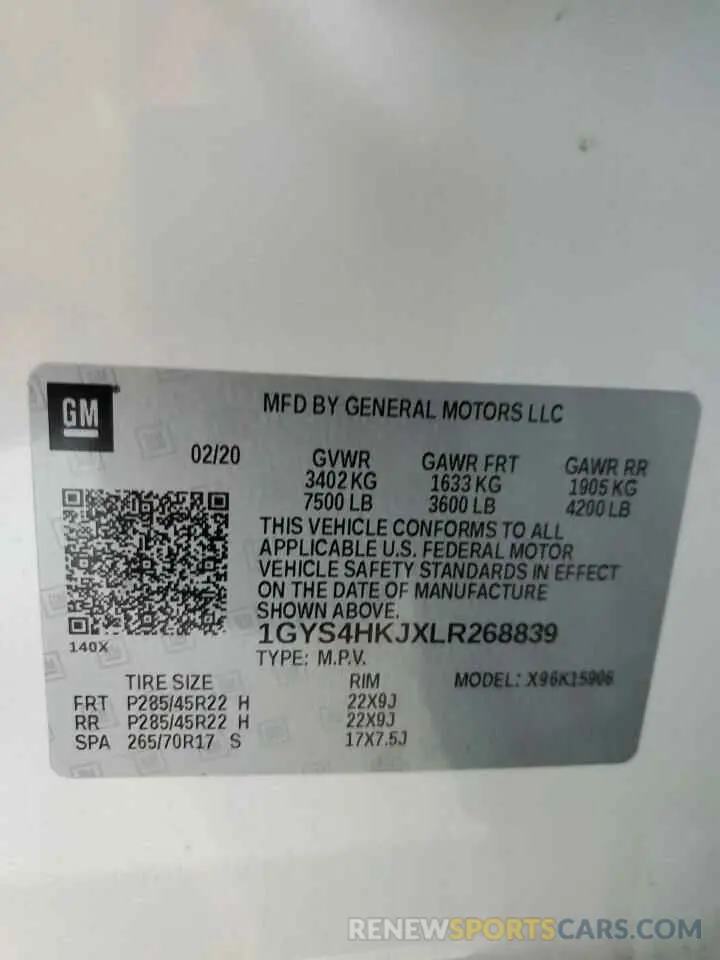 GM
MFD BY GENERAL MOTORS LLC
02/20
GVWR GAWR FRT GAWR RR
3402 KG 1633 KG 1905 KG
7500 LB 3600 LB 4200 LB
THIS VEHICLE CONFORMS TO ALL
APPLICABLE U.S. FEDERAL MOTOR
VEHICLE SAFETY STANDARDS IN EFFECT
ON THE DATE OF MANUFACTURE
SHOWN ABOVE.
140X
1GYS4HKJXLR268839
TYPE: M.P.V.
TIRE SIZE RIM MODEL: X96K15906
FRT P285/45R22 H 22X9J
RR P285/45R22 H 22X9J
SPA 265/70R17 S 17X7.5J
RENEWSPORTSCARS.COM